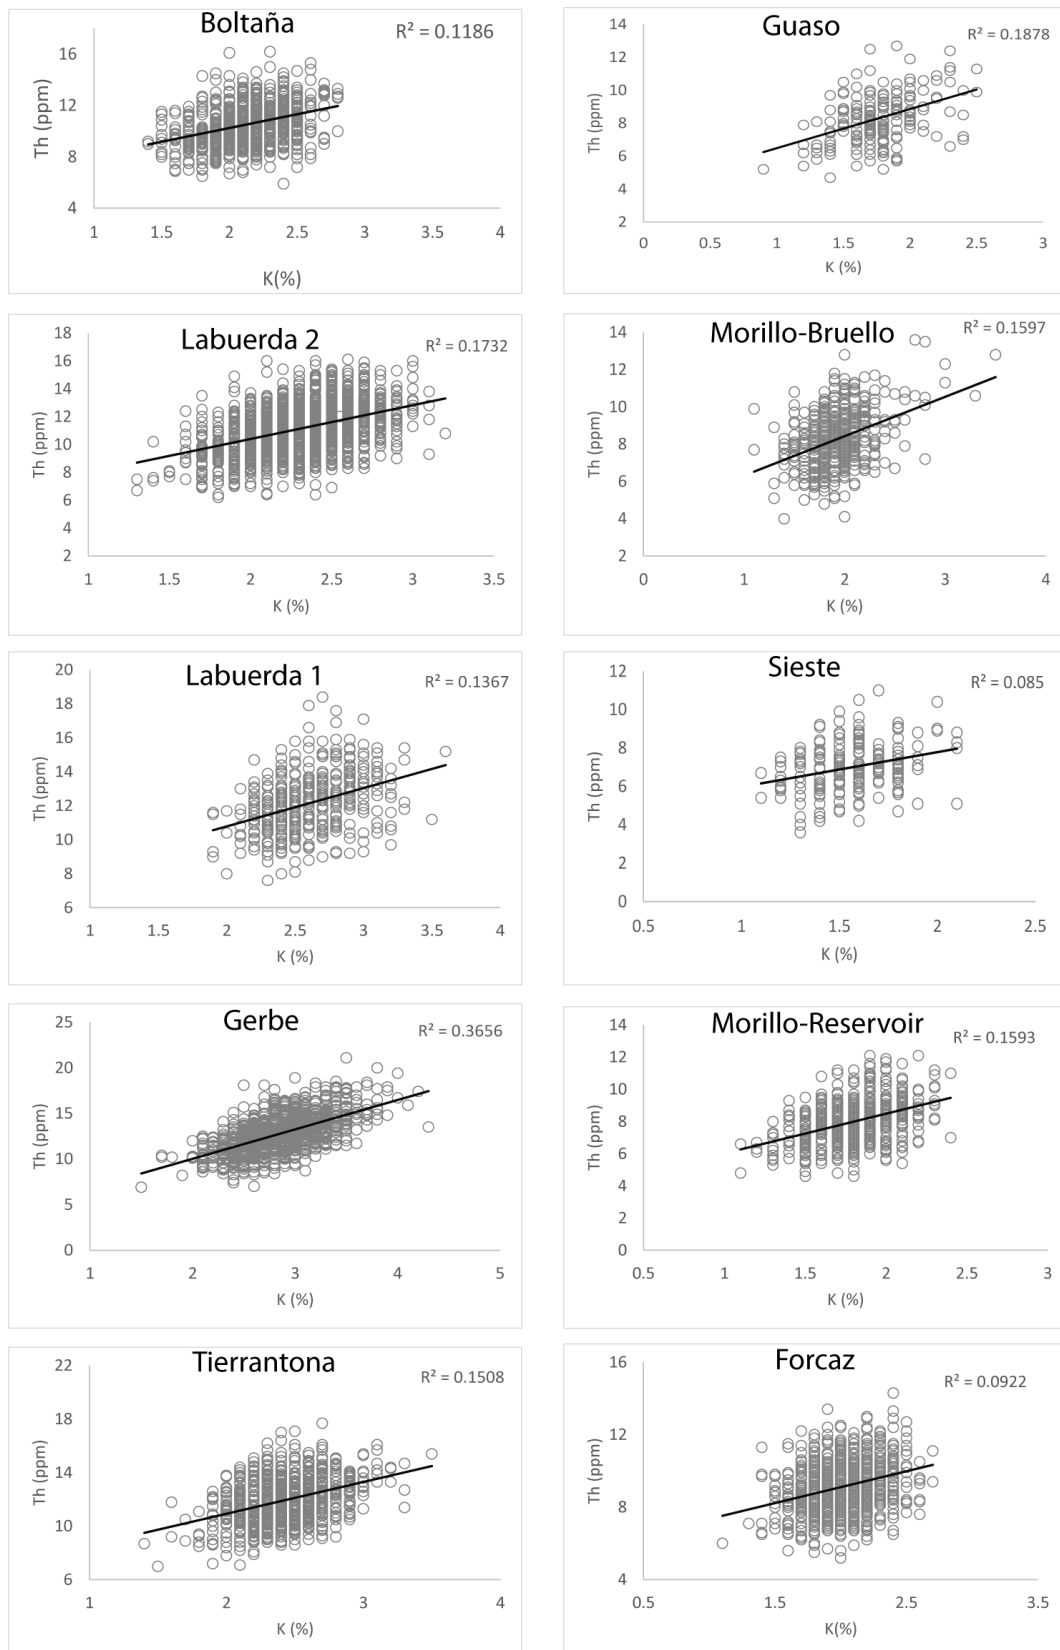 Boltaña
R² = 0.1186
Th (ppm)
16
12
8
4
1 1.5 2 2.5 3 3.5 4
K(%)
Guaso
R² = 0.1878
Th (ppm)
14
12
10
8
6
4
2
0 0.5 1 1.5 2 2.5 3
K (%)
Labuerda 2
R² = 0.1732
Th (ppm)
18
16
14
12
10
8
6
4
2
1 1.5 2 2.5 3 3.5
K (%)
Morillo-Bruello
R² = 0.1597
Th (ppm)
14
12
10
8
6
4
2
0 1 2 3 4
K (%)
Labuerda 1
R² = 0.1367
Th (ppm)
20
18
16
14
12
10
8
6
1 1.5 2 2.5 3 3.5 4
K (%)
Sieste
R² = 0.085
Th (ppm)
12
10
8
6
4
2
0
0.5 1 1.5 2 2.5
K (%)
Gerbe
R² = 0.3656
Th (ppm)
25
20
15
10
5
0
1 2 3 4 5
K (%)
Morillo-Reservoir
R² = 0.1593
Th (ppm)
14
12
10
8
6
4
2
0
0.5 1 1.5 2 2.5 3
K (%)
Tierrantona
R² = 0.1508
Th (ppm)
22
18
14
10
6
1 2 3 4
K (%)
Forcaz
R² = 0.0922
Th (ppm)
16
12
8
4
0.5 1.5 2.5 3.5
K(%)